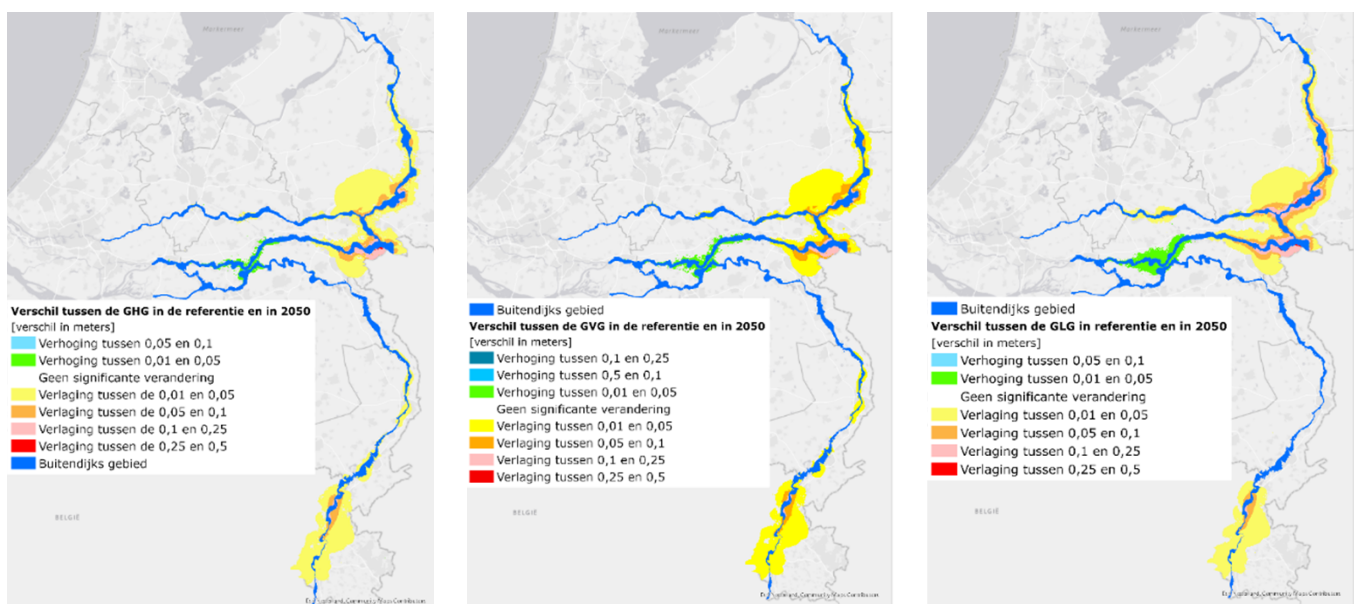 Markermeer
Verschil tussen de GHG in de referentie en in 2050
[verschil in meters]
Verhoging tussen 0,05 en 0,1
Verhoging tussen 0,01 en 0,05
Geen significante verandering
Verlaging tussen de 0,01 en 0,05
Verlaging tussen de 0,05 en 0,1
Verlaging tussen de 0,1 en 0,25
Verlaging tussen de 0,25 en 0,5
Buitendijks gebied
BELGIË
Community Maps Contributors
Markermeer
Buitendijks gebied
Verschil tussen de GVG in de referentie en in 2050
[verschil in meters]
Verhoging tussen 0,1 en 0,25
Verhoging tussen 0,5 en 0,1
Verhoging tussen 0,01 en 0,05
Geen significante verandering
Verlaging tussen 0,01 en 0,05
Verlaging tussen 0,05 en 0,1
Verlaging tussen 0,1 en 0,25
Verlaging tussen 0,25 en 0,5
BELGIË
Community Maps Contributors
Markermeer
Buitendijks gebied
Verschil tussen de GLG in referentie en in 2050
[verschil in meters]
Verhoging tussen 0,05 en 0,1
Verhoging tussen 0,01 en 0,05
Geen significante verandering
Verlaging tussen 0,01 en 0,05
Verlaging tussen 0,05 en 0,1
Verlaging tussen 0,1 en 0,25
Verlaging tussen 0,25 en 0,5
BELGIË
Community Maps Contributors